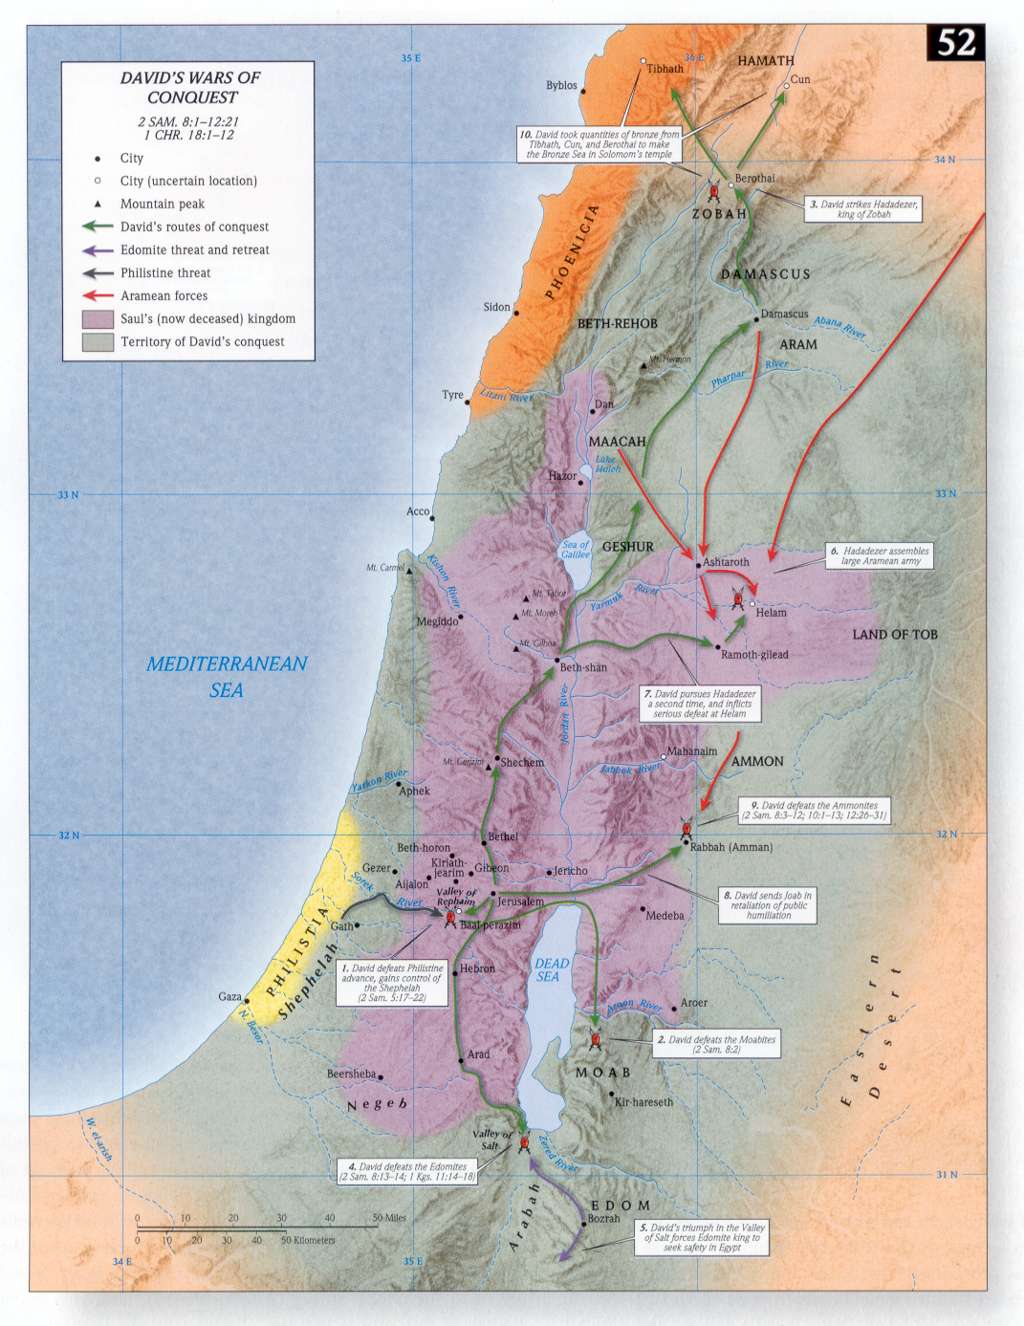 52
35 E
36 E
DAVID'S WARS OF
CONQUEST
2 SAM. 8:1–12:21
1 CHR. 18:1–12
City
City (uncertain location)
Mountain peak
David's routes of conquest
Edomite threat and retreat
Philistine threat
Aramean forces
Saul's (now deceased) kingdom
Territory of David's conquest
Tibhath
HAMATH
Cun
Byblos
10. David took quantities of bronze from
Tibhath, Cun, and Berothai to make
the Bronze Sea in Solomom's temple
34 N
Berothai
ZOBAH
3. David strikes Hadadezer,
king of Zobah
PHOENICIA
DAMASCUS
Sidon
Damascus
Abana River
BETH-REHOB
ARAM
Mt. Hermon
Pharpar River
Tyre
Litani River
Dan
MAACAH
Lake
Huleh
Hazor
33 N
33 N
Acco
Sea of
Galilee
GESHUR
Ashtaroth
6. Hadadezer assembles
large Aramean army
Mt. Carmel
Kishon River
Mt. Tabor
Yarmuk River
Mt. Moreh
Helam
Megiddo
LAND OF TOB
Mt. Gilboa
Ramoth-gilead
Beth-shan
MEDITERRANEAN
SEA
7. David pursues Hadadezer
a second time, and inflicts
serious defeat at Helam
Jordan River
Mahanaim
Mt. Gerizim
Shechem
Jabbok River
AMMON
Yarkon River
Aphek
9. David defeats the Ammonites
(2 Sam. 8:3–12; 10:1–13; 12:26–31)
32 N
32 N
Bethel
Beth-horon
Rabbah (Amman)
Gezer
Kiriath-
jearim
Gibeon
Jericho
Aijalon
Sorek River
Valley of
Rephaim
Jerusalem
8. David sends Joab in
retaliation of public
humiliation
Medeba
Gath
Baal-perazim
PHILISTIA
Shephelah
1. David defeats Philistine
advance, gains control of
the Shephelah
(2 Sam. 5:17–22)
Hebron
DEAD
SEA
Gaza
N. Besor
Arnon River
Aroer
Eastern
Desert
2. David defeats the Moabites
(2 Sam. 8:2)
Arad
MOAB
Beersheba
Negeb
Kir-hareseth
W. el-arish
Valley of
Salt
Zered River
4. David defeats the Edomites
(2 Sam. 8:13–14; 1 Kgs. 11:14–18)
31 N
Arabah
EDOM
Bozrah
5. David's triumph in the Valley
of Salt forces Edomite king to
seek safety in Egypt
0 10 20 30 50 Miles
0 10 20 30 40 50 Kilometers
34 E
35 E
36 E